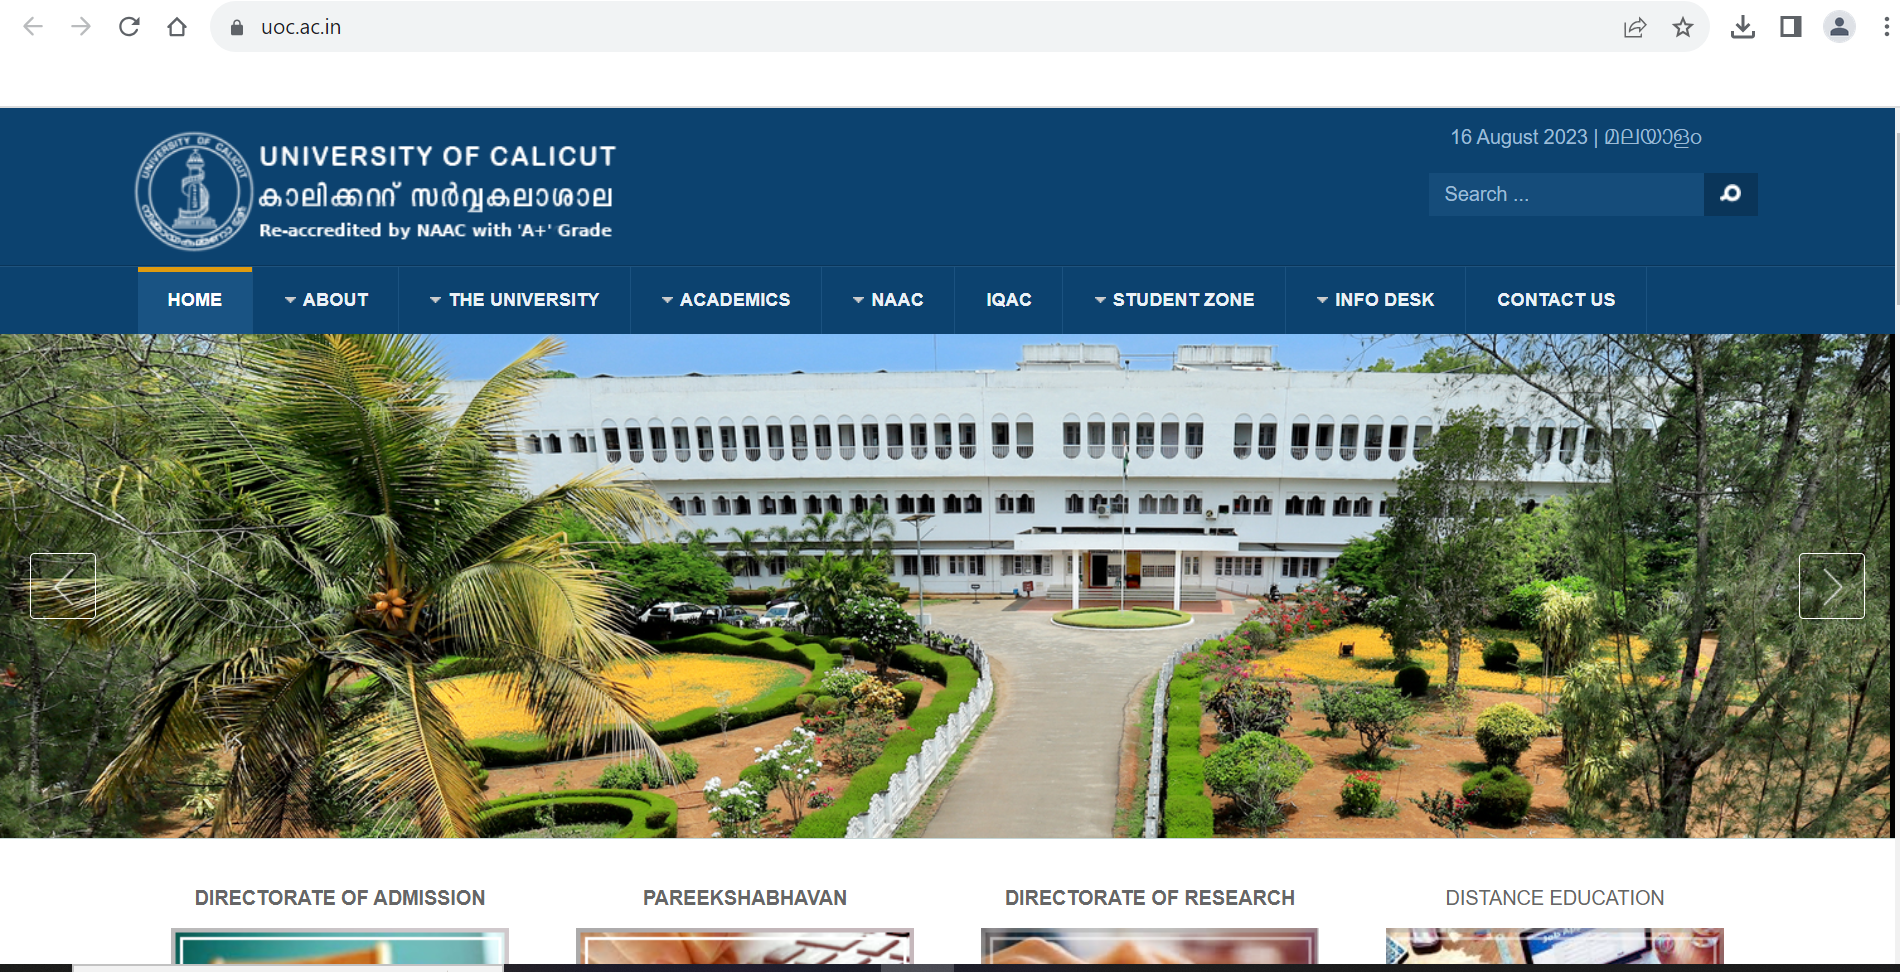 uoc.ac.in
16 August 2023 | മലയാളം
UNIVERSITY OF CALICUT
കാലിക്കററ് സർവ്വകലാശാല
Re-accredited by NAAC with 'A+' Grade
Search ...
HOME ABOUT THE UNIVERSITY ACADEMICS NAAC IQAC STUDENT ZONE INFO DESK CONTACT US
DIRECTORATE OF ADMISSION PAREEKSHABHAVAN DIRECTORATE OF RESEARCH DISTANCE EDUCATION